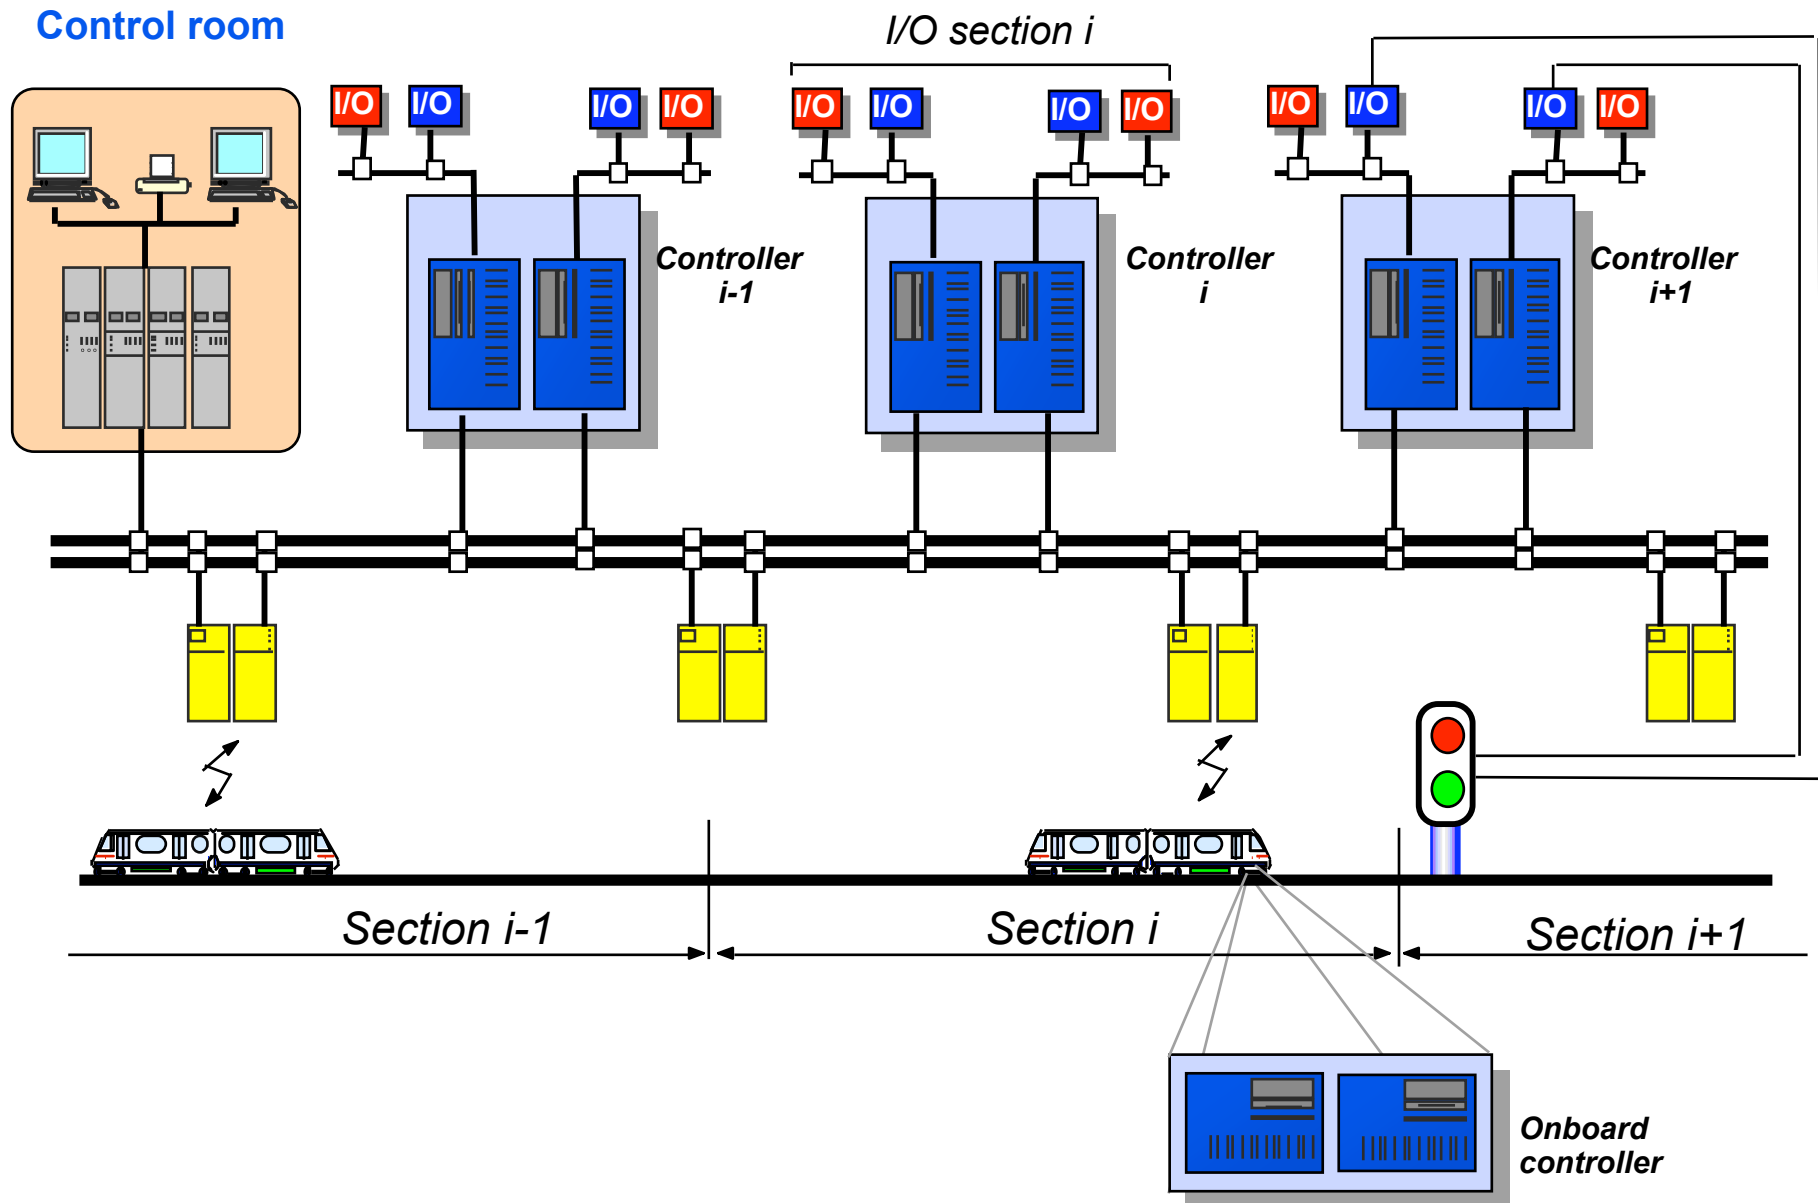 Control room
I/O section i
I/O
I/O
I/O
I/O
I/O
I/O
I/O
I/O
I/O
I/O
I/O
I/O
Controller
i-1
Controller
i
Controller
i+1
Section i-1
Section i
Section i+1
Onboard
controller